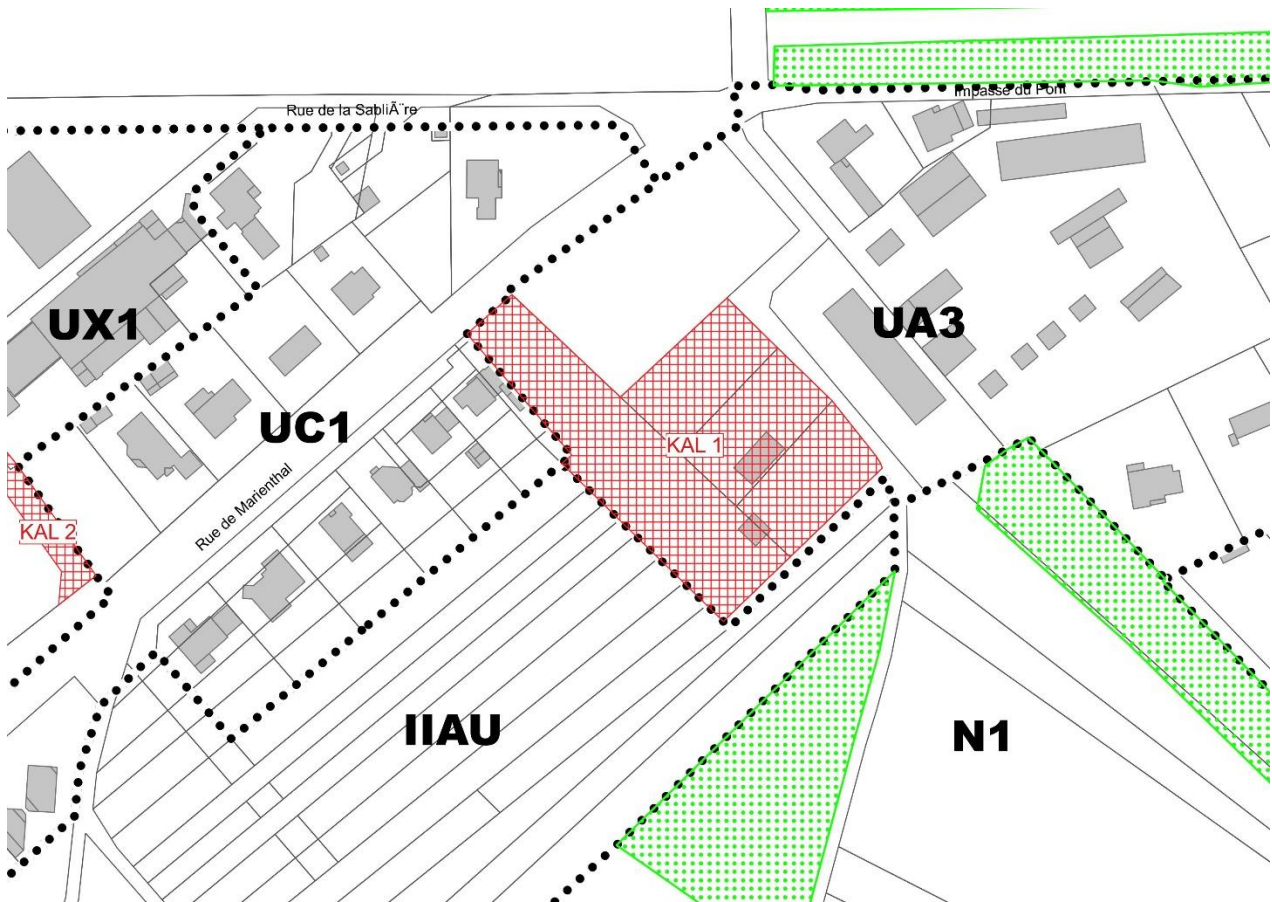 Impasse du Pont
Rue de la SabliÃ¨re
UX1
UA3
UC1
KAL 1
Rue de Marienthal
KAL 2
IIAU
N1